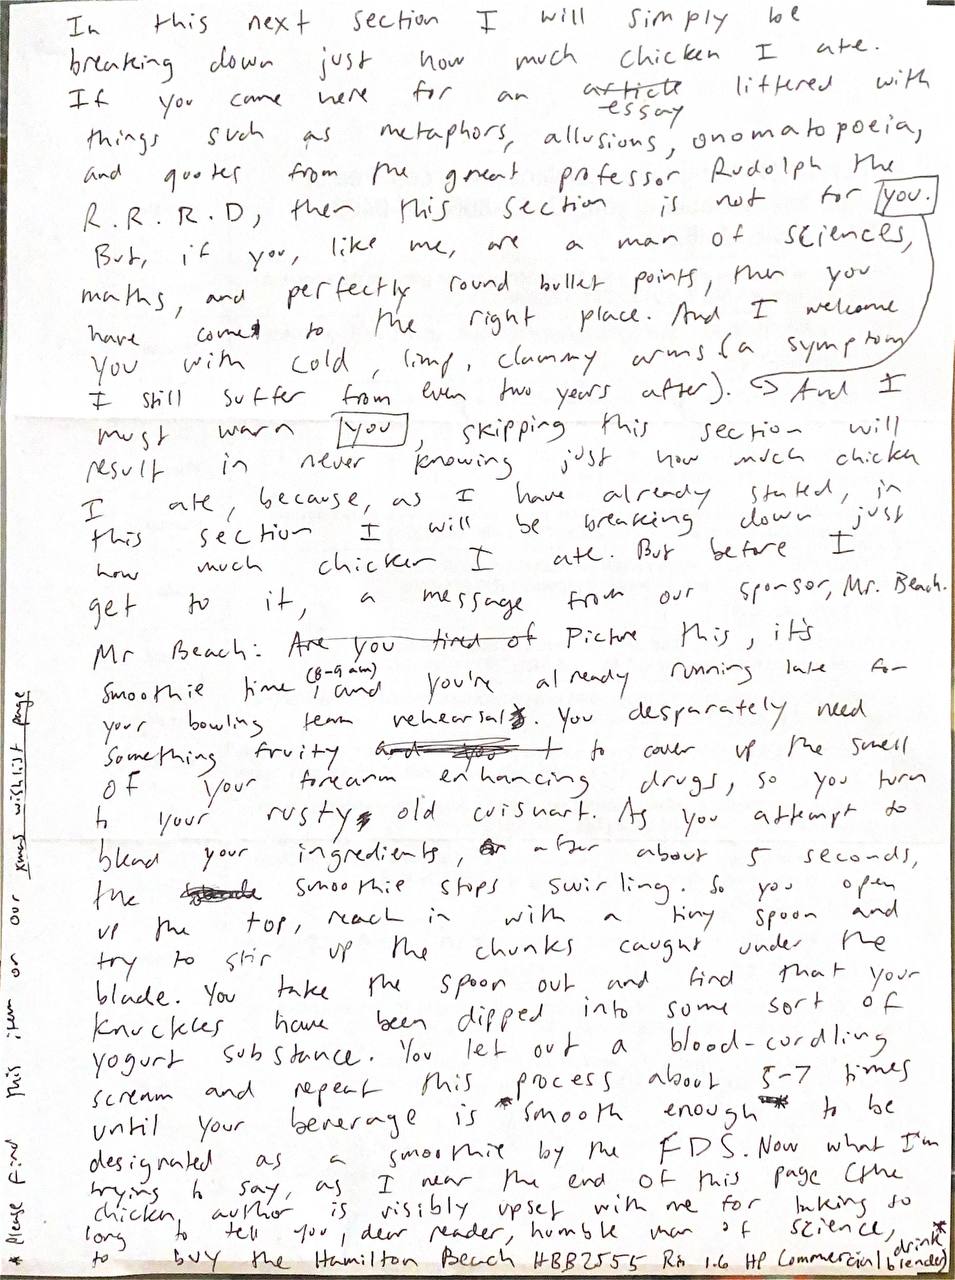 In this next section I will simply be
breaking down just how much chicken I ate.
If you came here for an article essay littered with
things such as metaphors, allusions, onomatopoeia,
and quotes from the great professor Rudolph the
R.R.R.D, then this section is not for you.
But, if you, like me, are a man of sciences,
maths, and perfectly round bullet points, then you
have come to the right place. And I welcome
you with cold, limp, clammy arms (a symptom
I still suffer from even two years after). → And I
must warn you, skipping this section will
result in never knowing just how much chicken
I ate, because, as I have already stated, in
this section I will be breaking down just
how much chicken I ate. But before I
get to it, a message from our sponsor, Mr. Beach.
Mr Beach: Are you tired of Picture this, it's
smoothie time (8-9 am), and you're already running late for
your bowling team rehearsal. You desparately need
something fruity and you t to cover up the smell
of your forearm enhancing drugs, so you turn
to your rusty old cuisnart. As you attempt to
blend your ingredients, after about 5 seconds,
the smoothie stops swirling. So you open
up the top, reach in with a tiny spoon and
try to stir up the chunks caught under the
blade. You take the spoon out and find that your
knuckles have been dipped into some sort of
yogurt substance. You let out a blood-curdling
scream and repeat this process about 5-7 times
until your beverage is *smooth enough* to be
designated as a smoothie by the FDS. Now what I'm
trying to say, as I near the end of this page (the
chicken author is visibly upset with me for taking so
long to tell you, dear reader, humble man of science,
to buy the Hamilton Beach HBB255S Rio 1.6 HP Commercial drink blender)*
* Please find this item on our xmas wishlist page